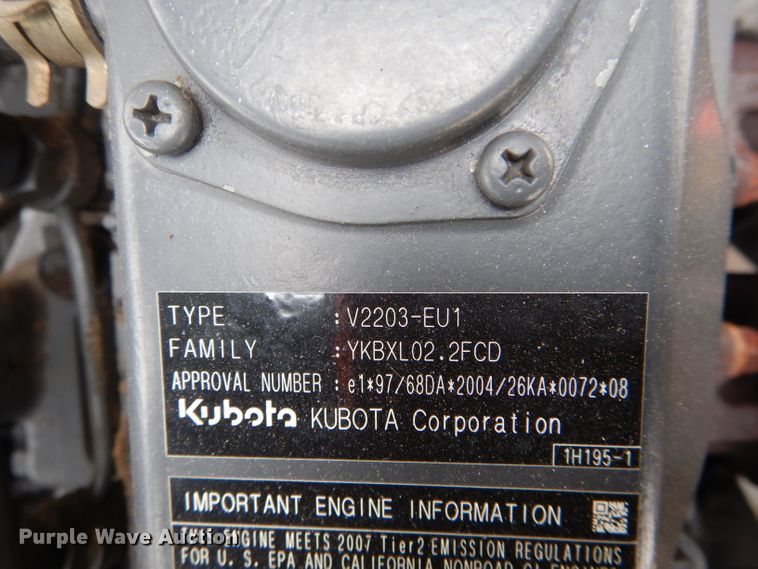 TYPE : V2203-EU1
FAMILY : YKBXL02.2FCD
APPROVAL NUMBER : e1*97/68DA*2004/26KA*0072*08
Kubota KUBOTA Corporation
1H195-1
IMPORTANT ENGINE INFORMATION
THIS ENGINE MEETS 2007 Tier2 EMISSION REGULATIONS
FOR U.S. EPA AND CALIFORNIA NONROAD CI ENGINES
Purple Wave Auction